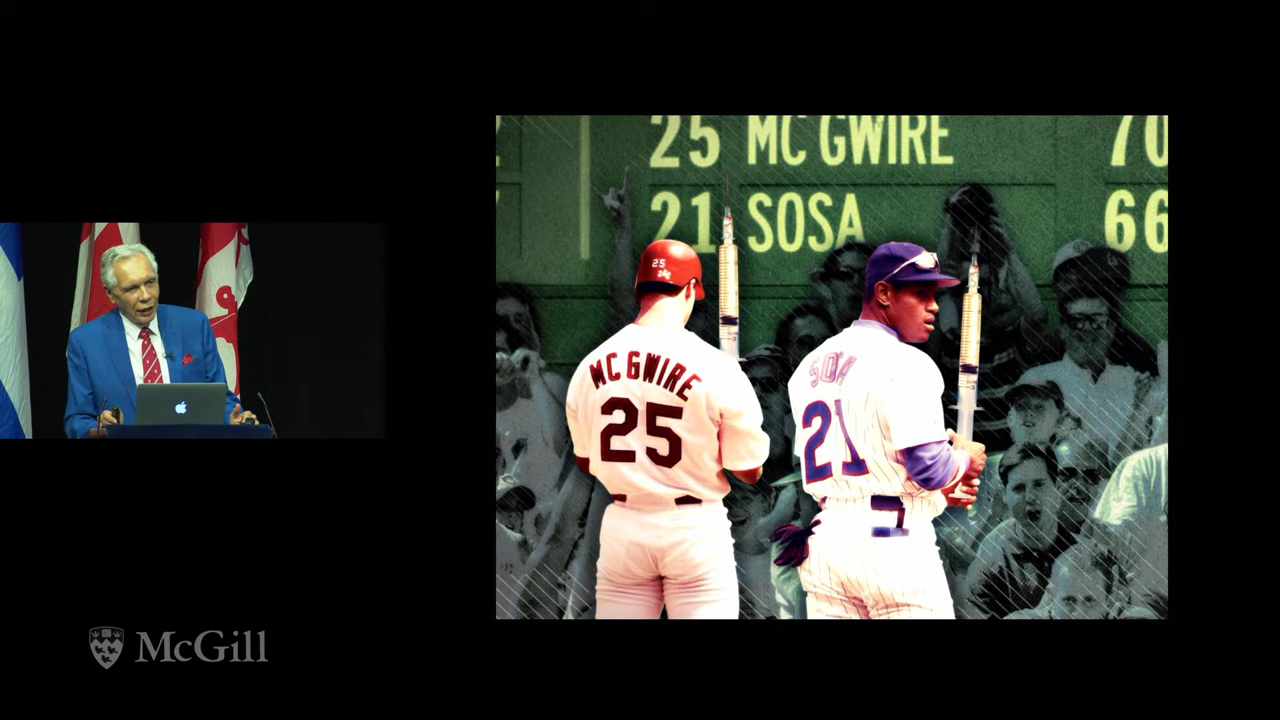 25 MC GWIRE 70
21 SOSA 66
25
MC GWIRE
25
SOSA
21
McGill